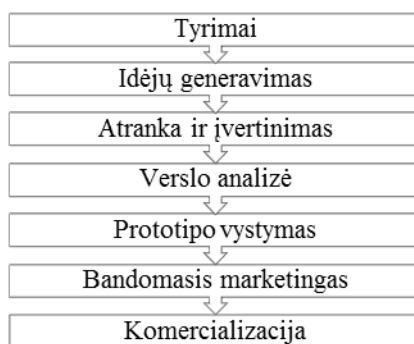 Tyrimai
Idėjų generavimas
Atranka ir įvertinimas
Verslo analizė
Prototipo vystymas
Bandomasis marketingas
Komercializacija